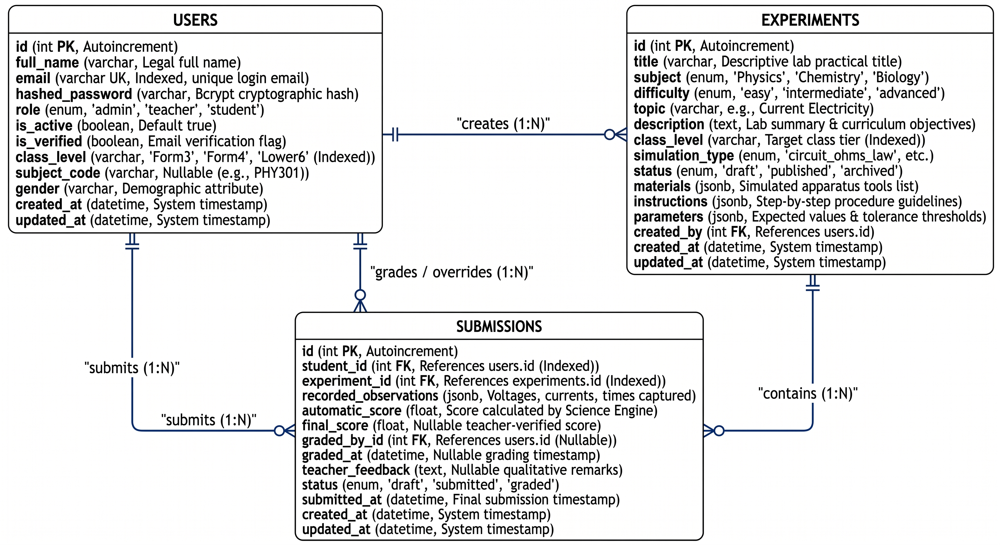 USERS
id (int PK, Autoincrement)
full_name (varchar, Legal full name)
email (varchar UK, Indexed, unique login email)
hashed_password (varchar, Bcrypt cryptographic hash)
role (enum, ’admin’, ’teacher’, ’student’)
is_active (boolean, Default true)
is_verified (boolean, Email verification flag)
class_level (varchar, ‘Form3’, ‘Form4’, ‘Lower6’ (Indexed))
subject_code (varchar, Nullable (e.g., PHY301))
gender (varchar, Demographic attribute)
created_at (datetime, System timestamp)
updated_at (datetime, System timestamp)
"creates (1:N)"
EXPERIMENTS
id (int PK, Autoincrement)
title (varchar, Descriptive lab practical title)
subject (enum, ‘Physics’, ‘Chemistry’, ‘Biology’)
difficulty (enum, ‘easy’, ‘intermediate’, ‘advanced’)
topic (varchar, e.g., Current Electricity)
description (text, Lab summary & curriculum objectives)
class_level (varchar, Target class tier (Indexed))
simulation_type (enum, ‘circuit_ohms_law’, etc.)
status (enum, ‘draft’, ‘published’, ‘archived’)
materials (jsonb, Simulated apparatus tools list)
instructions (jsonb, Step-by-step procedure guidelines)
parameters (jsonb, Expected values & tolerance thresholds)
created_by (int FK, References users.id)
created_at (datetime, System timestamp)
updated_at (datetime, System timestamp)
"grades / overrides (1:N)"
"submits (1:N)"
"submits (1:N)"
SUBMISSIONS
id (int PK, Autoincrement)
student_id (int FK, References users.id (Indexed))
experiment_id (int FK, References experiments.id (Indexed))
recorded_observations (jsonb, Voltages, currents, times captured)
automatic_score (float, Score calculated by Science Engine)
final_score (float, Nullable teacher-verified score)
graded_by_id (int FK, References users.id (Nullable))
graded_at (datetime, Nullable grading timestamp)
teacher_feedback (text, Nullable qualitative remarks)
status (enum, 'draft', 'submitted', 'graded')
submitted_at (datetime, Final submission timestamp)
created_at (datetime, System timestamp)
updated_at (datetime, System timestamp)
"contains (1:N)"